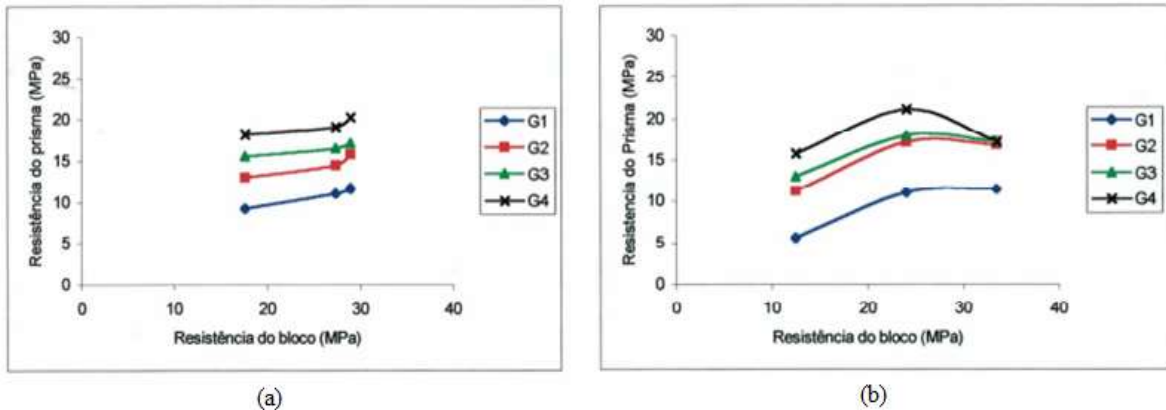 Resistência do prisma (MPa)
30
25
20
15
10
5
0
0 10 20 30 40
Resistência do bloco (MPa)
G1
G2
G3
G4
(a)
Resistencia do Prisma (MPa)
30
25
20
15
10
5
0
0 10 20 30 40
Resistência do bloco (MPa)
G1
G2
G3
G4
(b)